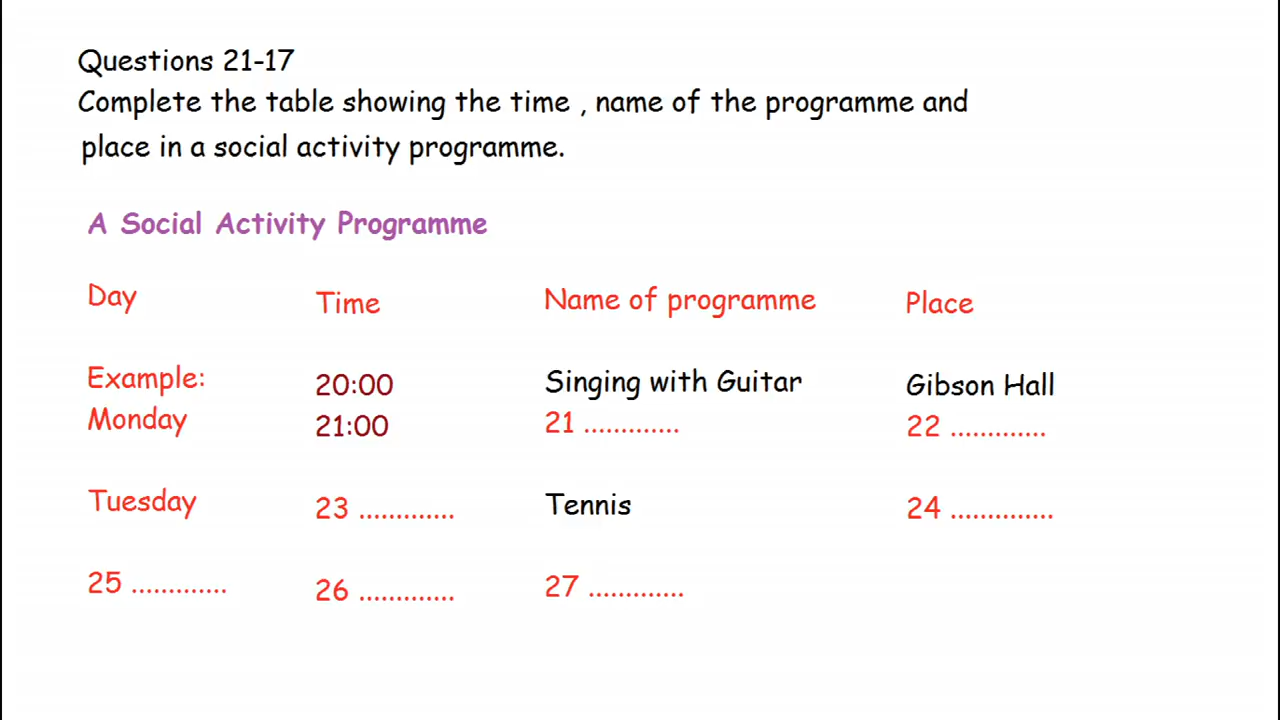 Questions 21-17
Complete the table showing the time , name of the programme and
place in a social activity programme.
A Social Activity Programme
Day Time Name of programme Place
Example: 20:00 Singing with Guitar Gibson Hall
Monday 21:00 21 ............. 22 .............
Tuesday 23 ............. Tennis 24 ..............
25 ............. 26 ............. 27 .............